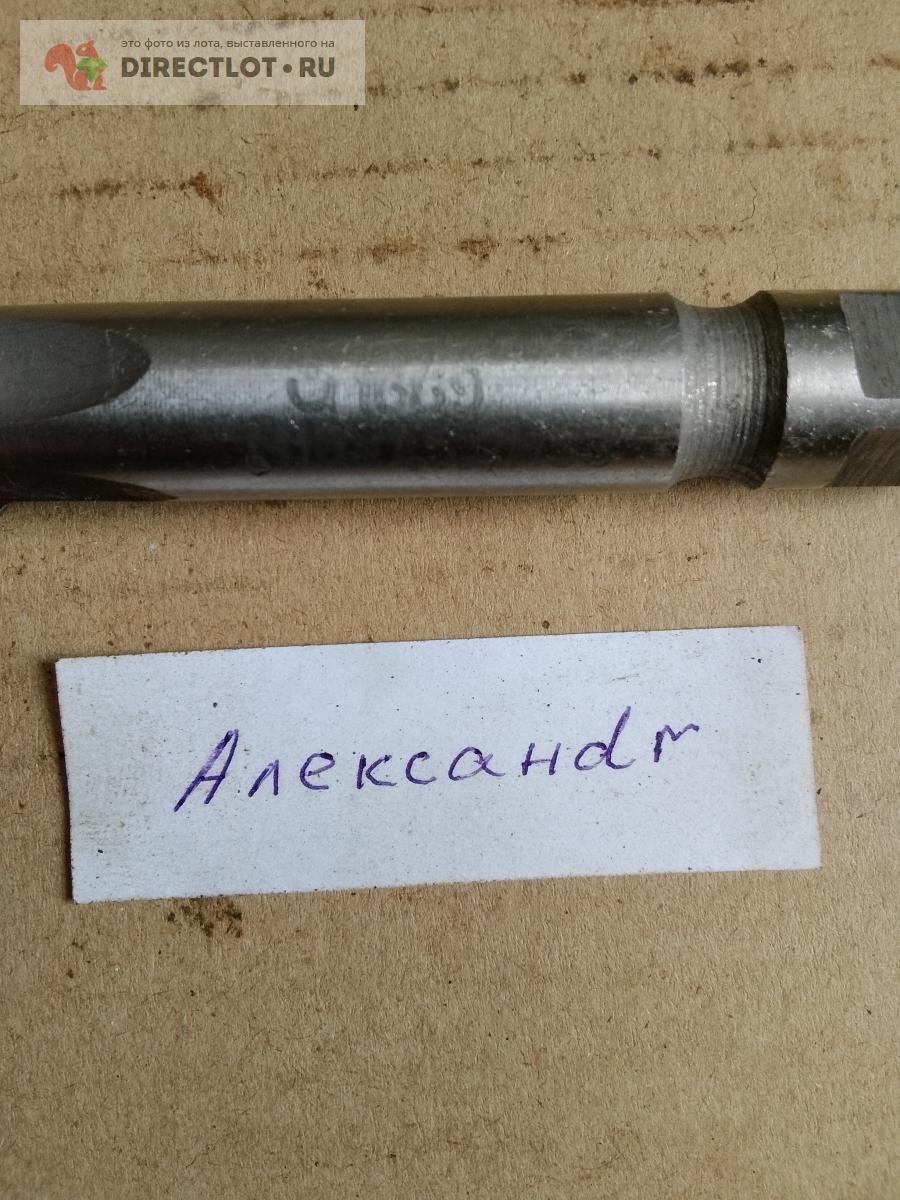 это фото из лота, выставленного на
DIRECTLOT•RU
Александr